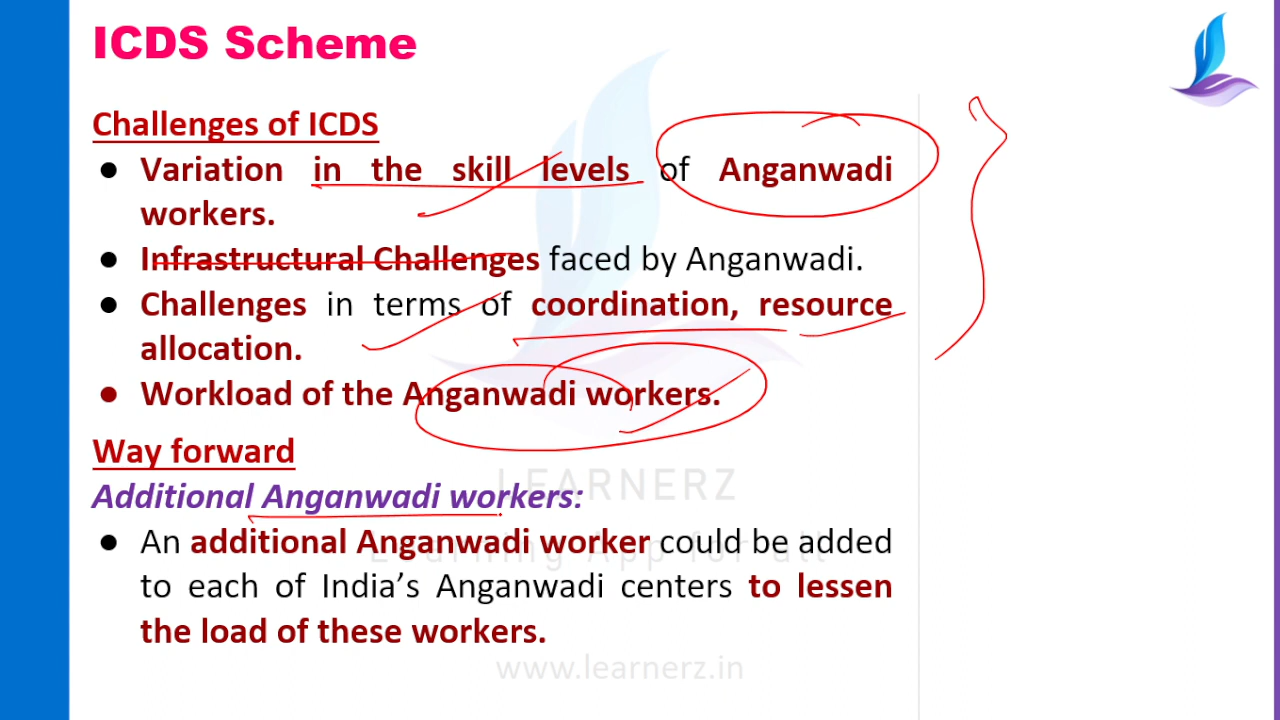 ICDS Scheme
Challenges of ICDS
● Variation in the skill levels of Anganwadi
workers.
● Infrastructural Challenges faced by Anganwadi.
● Challenges in terms of coordination, resource
allocation.
● Workload of the Anganwadi workers.
Way forward
LEARNERZ
Additional Anganwadi workers:
● An additional Anganwadi worker could be added
Learning App for all
to each of India's Anganwadi centers to lessen
the load of these workers.
www.learnerz.in